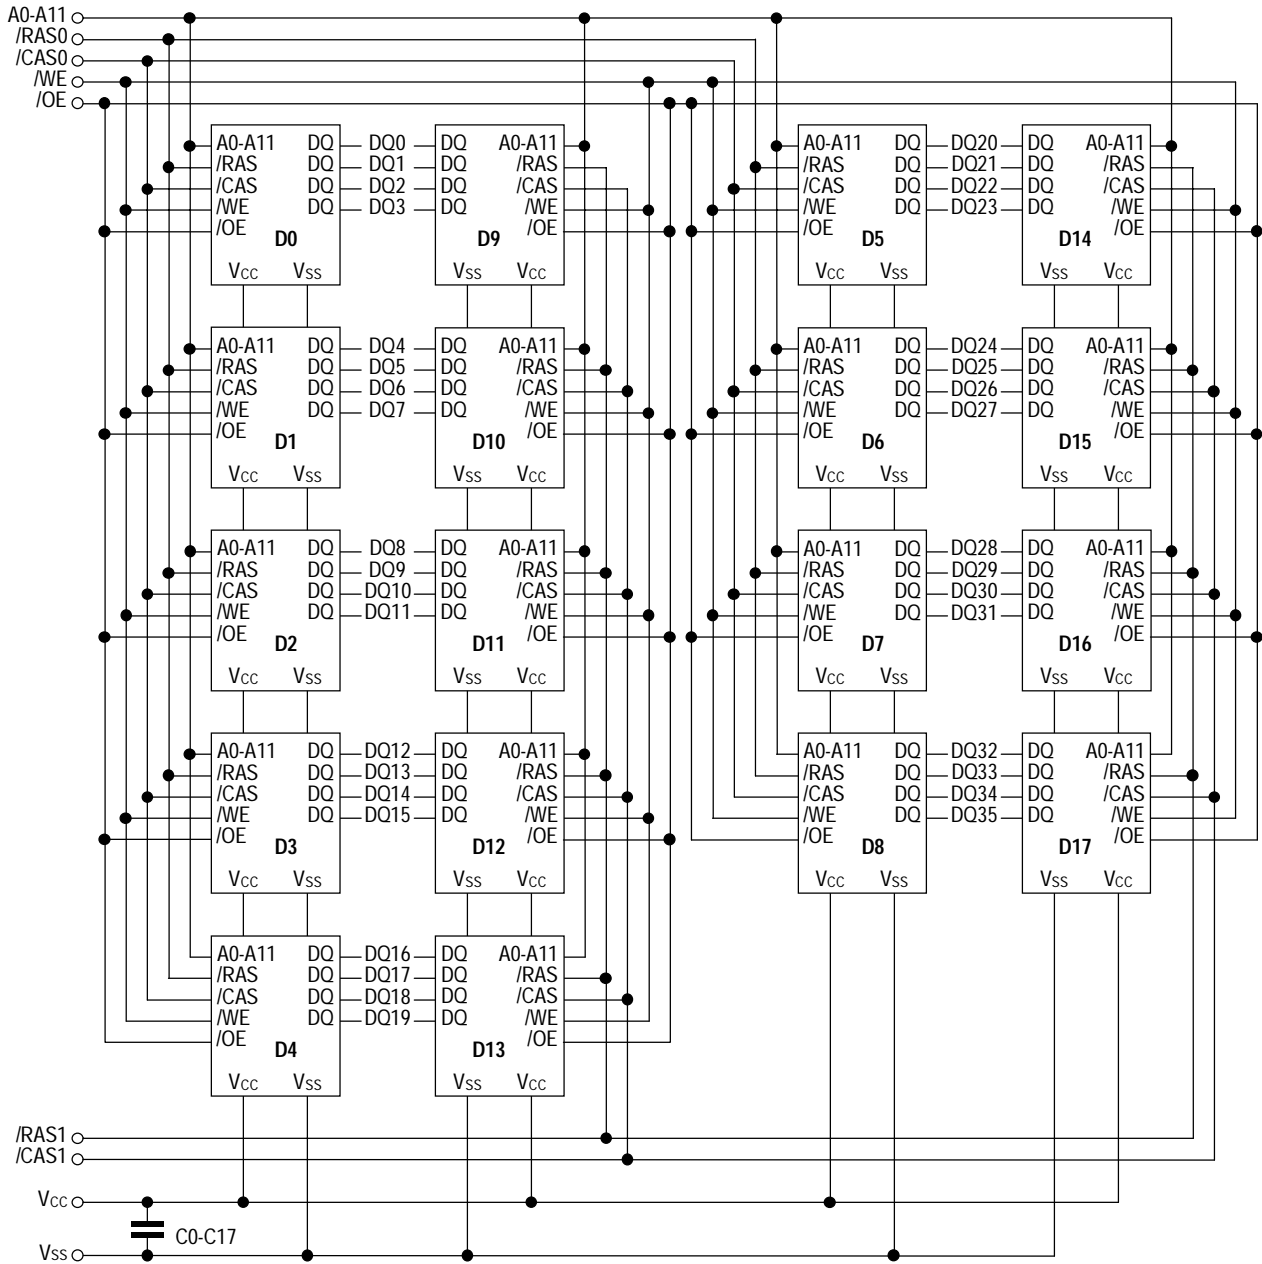 A0-A11
/RAS0
/CAS0
/WE
/OE
A0-A11 DQ DQ0 DQ A0-A11 A0-A11 DQ DQ20 DQ A0-A11
/RAS DQ DQ1 DQ /RAS /RAS DQ DQ21 DQ /RAS
/CAS DQ DQ2 DQ /CAS /CAS DQ DQ22 DQ /CAS
/WE DQ DQ3 DQ /WE /WE DQ DQ23 DQ /WE
/OE D0 D9 /OE /OE D5 D14 /OE
Vcc Vss Vss Vcc Vcc Vss Vss Vcc
A0-A11 DQ DQ4 DQ A0-A11 A0-A11 DQ DQ24 DQ A0-A11
/RAS DQ DQ5 DQ /RAS /RAS DQ DQ25 DQ /RAS
/CAS DQ DQ6 DQ /CAS /CAS DQ DQ26 DQ /CAS
/WE DQ DQ7 DQ /WE /WE DQ DQ27 DQ /WE
/OE D1 D10 /OE /OE D6 D15 /OE
Vcc Vss Vss Vcc Vcc Vss Vss Vcc
A0-A11 DQ DQ8 DQ A0-A11 A0-A11 DQ DQ28 DQ A0-A11
/RAS DQ DQ9 DQ /RAS /RAS DQ DQ29 DQ /RAS
/CAS DQ DQ10 DQ /CAS /CAS DQ DQ30 DQ /CAS
/WE DQ DQ11 DQ /WE /WE DQ DQ31 DQ /WE
/OE D2 D11 /OE /OE D7 D16 /OE
Vcc Vss Vss Vcc Vcc Vss Vss Vcc
A0-A11 DQ DQ12 DQ A0-A11 A0-A11 DQ DQ32 DQ A0-A11
/RAS DQ DQ13 DQ /RAS /RAS DQ DQ33 DQ /RAS
/CAS DQ DQ14 DQ /CAS /CAS DQ DQ34 DQ /CAS
/WE DQ DQ15 DQ /WE /WE DQ DQ35 DQ /WE
/OE D3 D12 /OE /OE D8 D17 /OE
Vcc Vss Vss Vcc Vcc Vss Vss Vcc
A0-A11 DQ DQ16 DQ A0-A11
/RAS DQ DQ17 DQ /RAS
/CAS DQ DQ18 DQ /CAS
/WE DQ DQ19 DQ /WE
/OE D4 D13 /OE
Vcc Vss Vss Vcc
/RAS1
/CAS1
Vcc
C0-C17
Vss